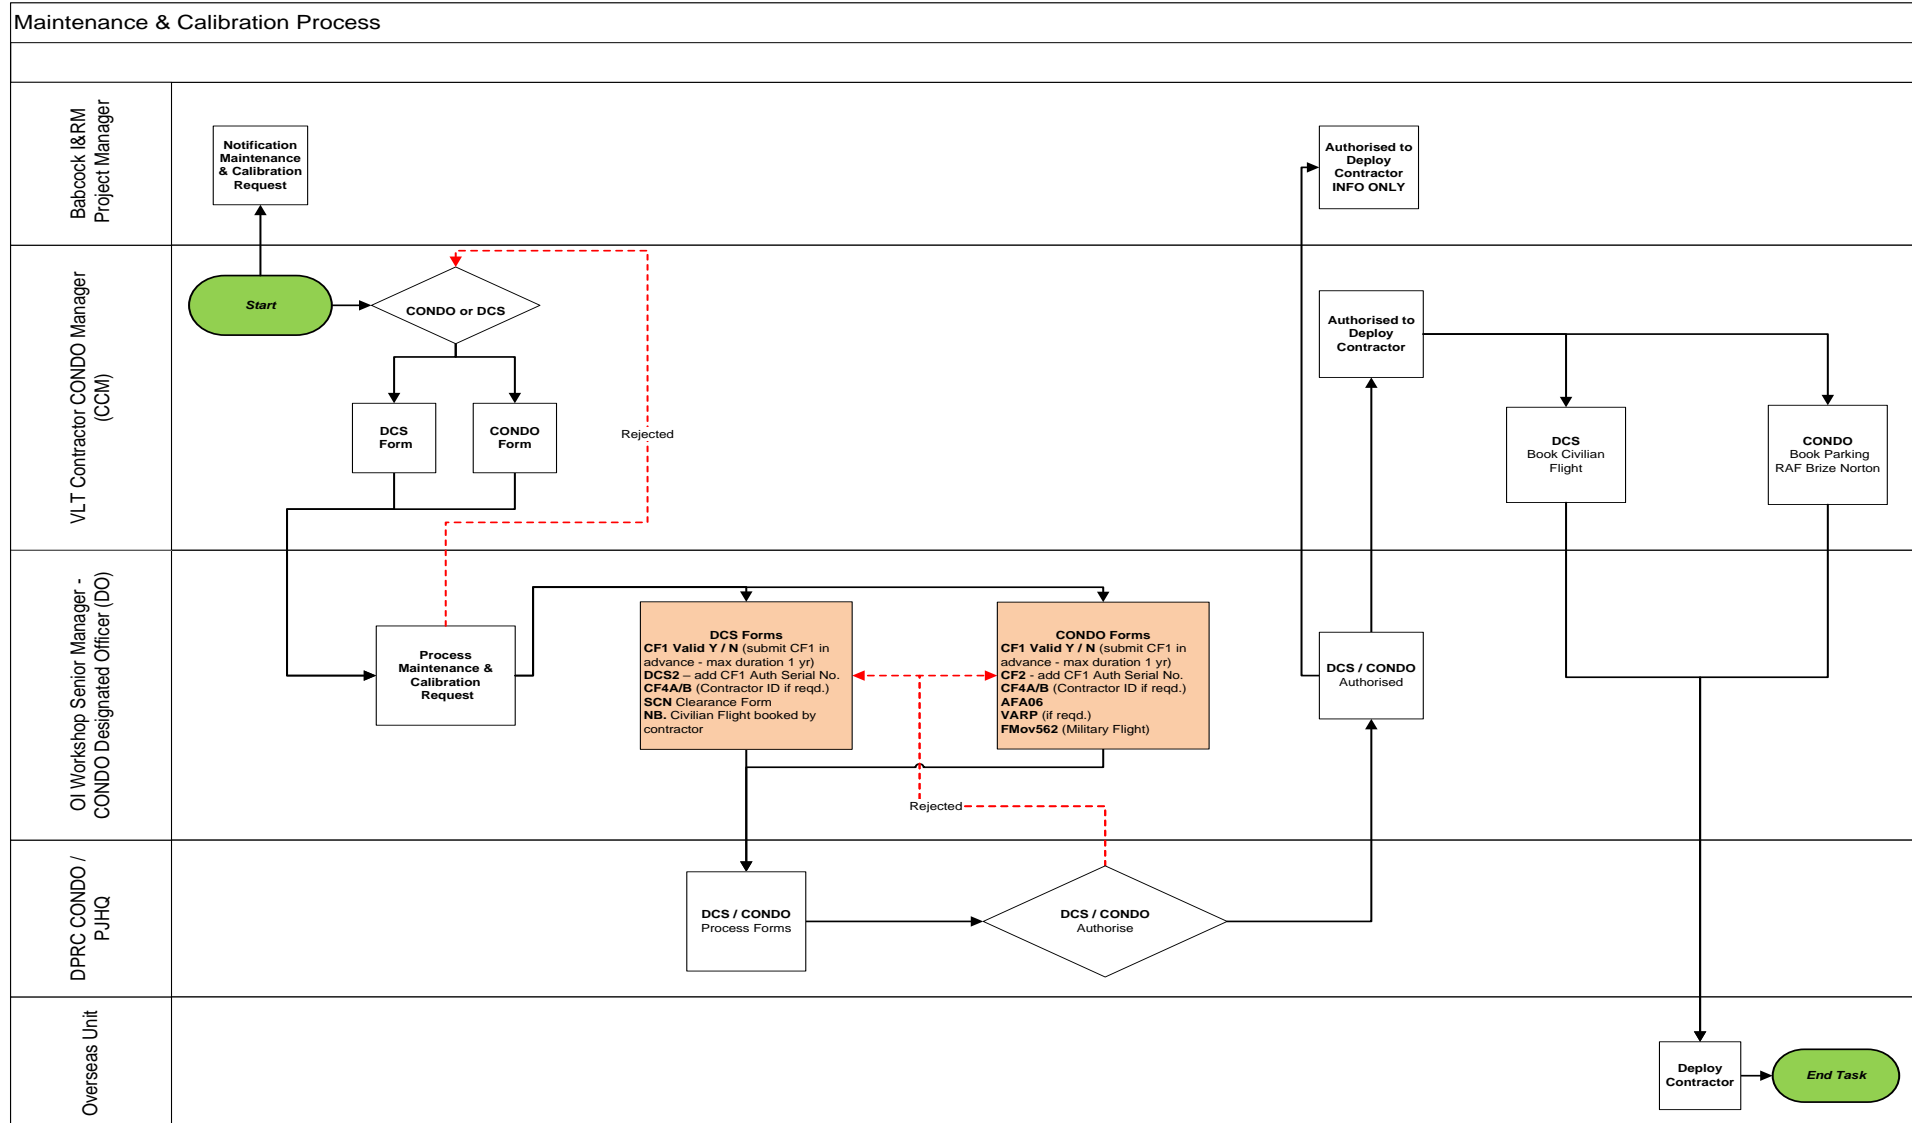 Maintenance & Calibration Process
Babcock I&RM
Project Manager
Notification
Maintenance
& Calibration
Request
Authorised to
Deploy
Contractor
INFO ONLY
VLT Contractor CONDO Manager
(CCM)
Start
CONDO or DCS
DCS
Form
CONDO
Form
Rejected
Authorised to
Deploy
Contractor
DCS
Book Civilian
Flight
CONDO
Book Parking
RAF Brize Norton
OI Workshop Senior Manager -
CONDO Designated Officer (DO)
Process
Maintenance &
Calibration
Request
DCS Forms
CF1 Valid Y / N (submit CF1 in
advance - max duration 1 yr)
DCS2 – add CF1 Auth Serial No.
CF4A/B (Contractor ID if reqd.)
SCN Clearance Form
NB. Civilian Flight booked by
contractor
CONDO Forms
CF1 Valid Y / N (submit CF1 in
advance - max duration 1 yr)
CF2 - add CF1 Auth Serial No.
CF4A/B (Contractor ID if reqd.)
AFA06
VARP (if reqd.)
FMov562 (Military Flight)
DCS / CONDO
Authorised
Rejected
DPRC CONDO /
PJHQ
DCS / CONDO
Process Forms
DCS / CONDO
Authorise
Overseas Unit
Deploy
Contractor
End Task